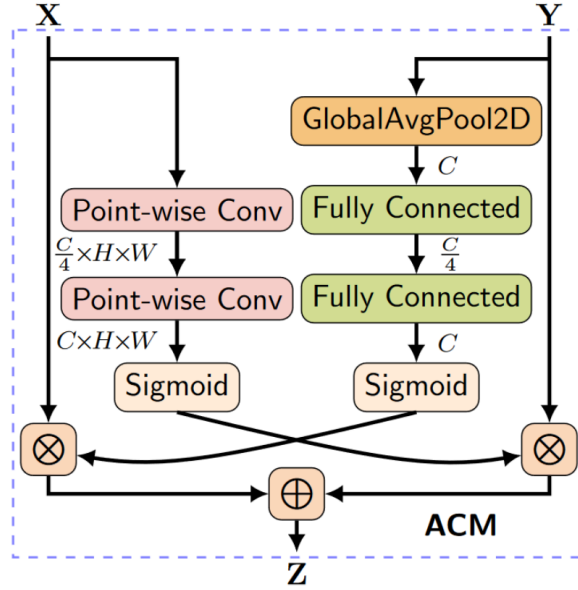 X Y
GlobalAvgPool2D
C
Point-wise Conv Fully Connected
C/4×H×W C/4
Point-wise Conv Fully Connected
C×H×W C
Sigmoid Sigmoid
⊗ ⊗
⊕
ACM
Z